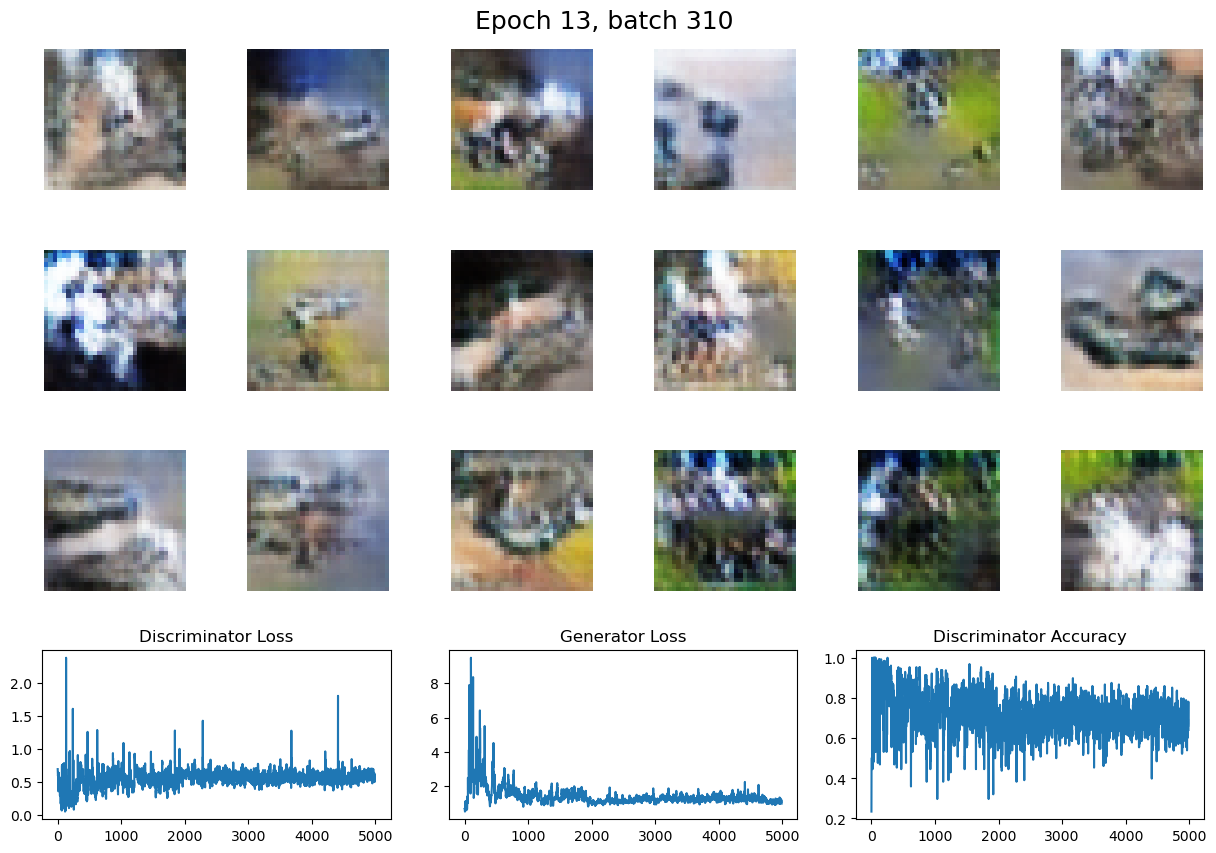 Epoch 13, batch 310
Discriminator Loss
Generator Loss
Discriminator Accuracy
2.0
1.5
1.0
0.5
0.0
0 1000 2000 3000 4000 5000
8
6
4
2
0 1000 2000 3000 4000 5000
1.0
0.8
0.6
0.4
0.2
0 1000 2000 3000 4000 5000